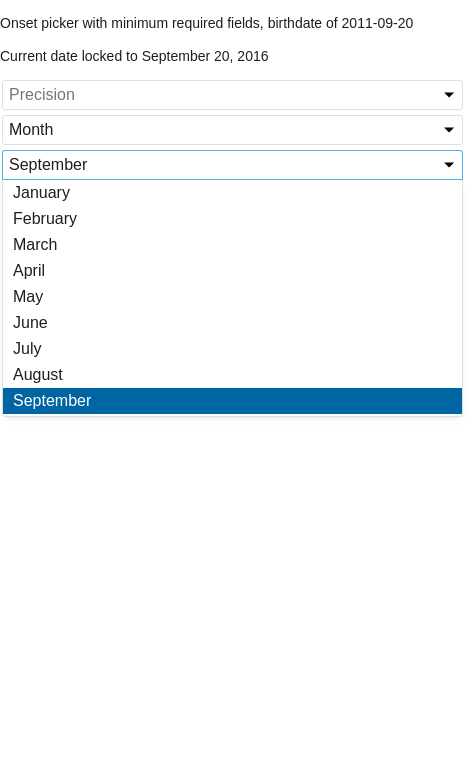 Onset picker with minimum required fields, birthdate of 2011-09-20
Current date locked to September 20, 2016
Precision
Month
September
January
February
March
April
May
June
July
August
September